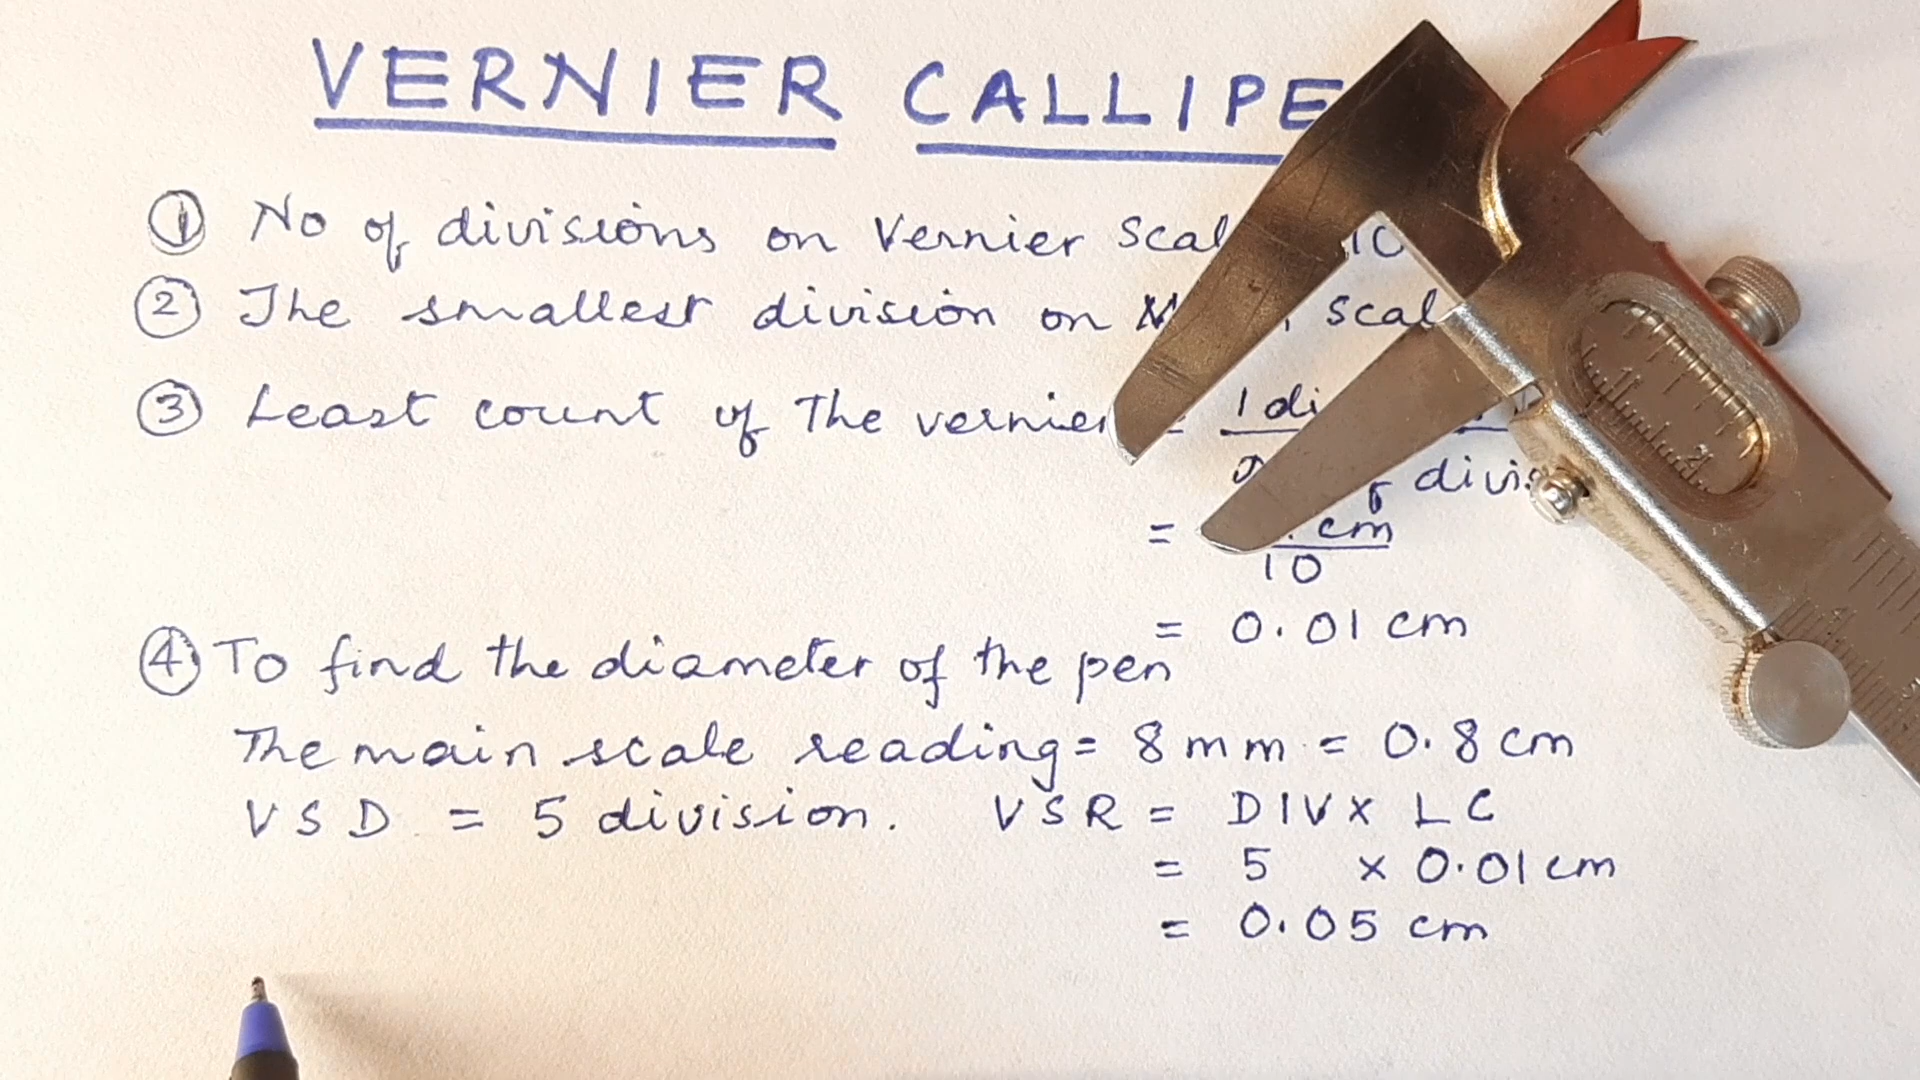 VERNIER CALLIPE
① No of divisions on Vernier Scal 10
② The smallest division on scal
③ Least count of The vernier = 1 di
divis
= cm
10
= 0.01 cm
④ To find the diameter of the pen
The main scale reading = 8 mm = 0.8 cm
VSD = 5 division. VSR = DIV X LC
= 5 x 0.01 cm
= 0.05 cm